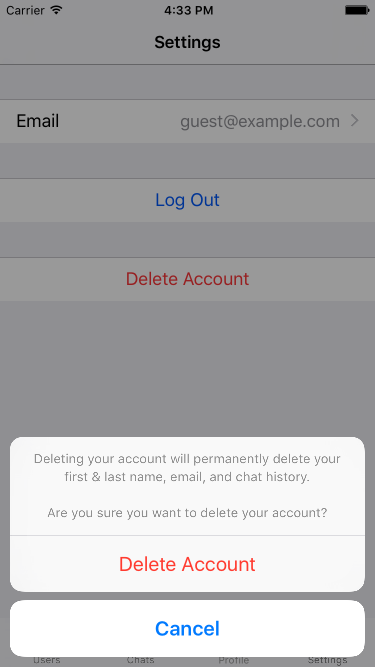 Carrier 4:33 PM
Settings
Email guest@example.com
Log Out
Delete Account
Deleting your account will permanently delete your
first & last name, email, and chat history.
Are you sure you want to delete your account?
Delete Account
Cancel
Users Chats Profile Settings